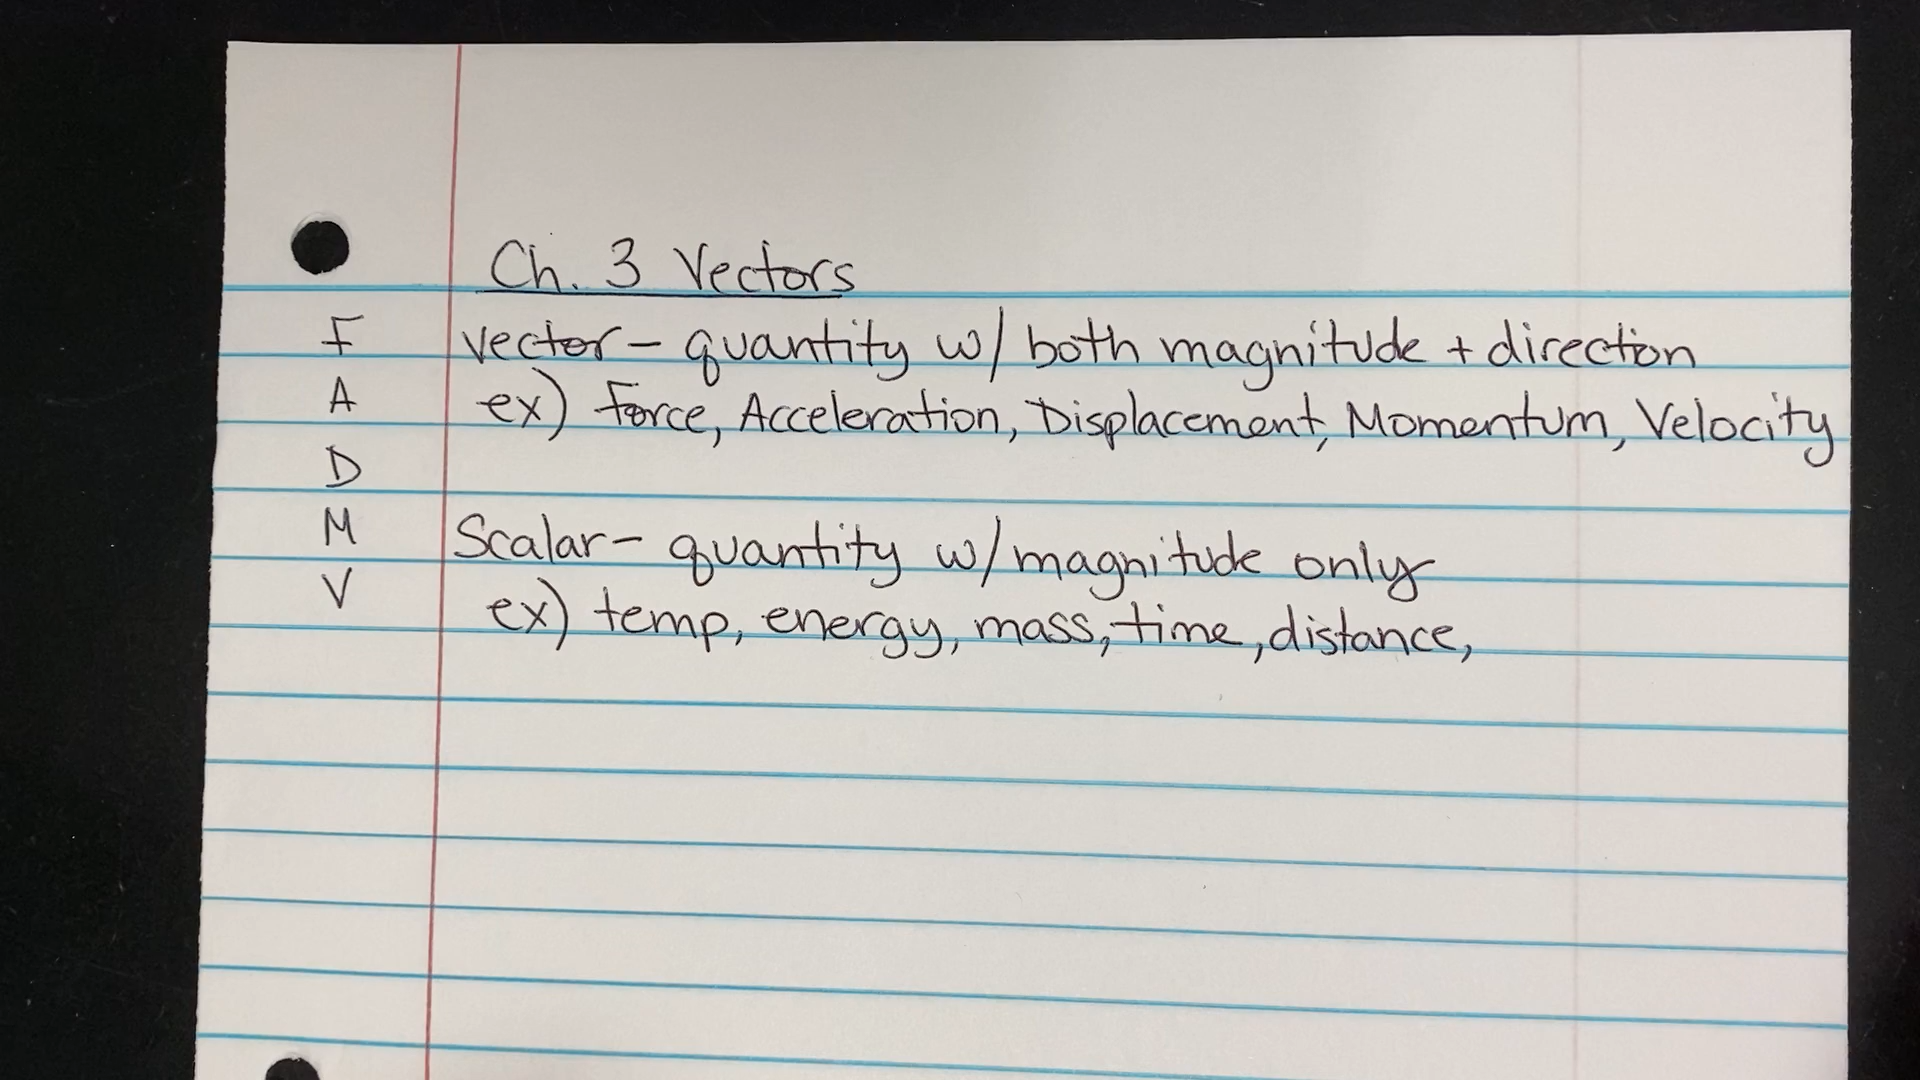 Ch. 3 Vectors
F
vector - quantity w/ both magnitude + direction
A
ex) Force, Acceleration, Displacement, Momentum, Velocity
D
M
Scalar - quantity w/ magnitude only
V
ex) temp, energy, mass, time, distance,